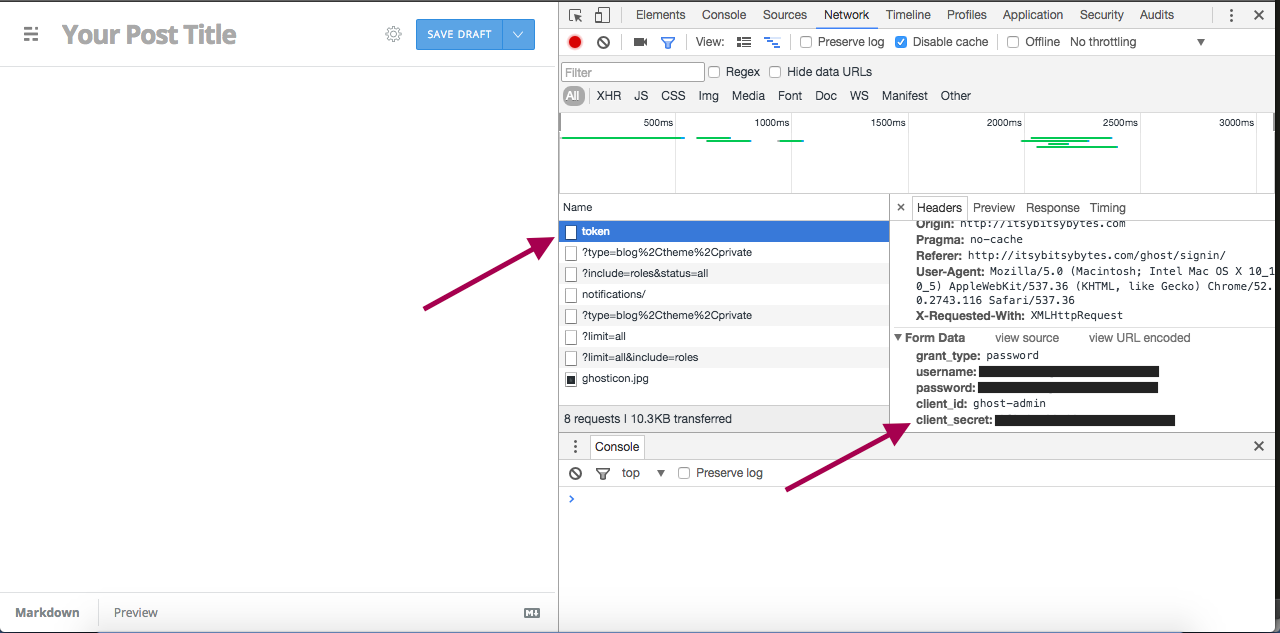 Your Post Title
SAVE DRAFT
Elements Console Sources Network Timeline Profiles Application Security Audits
View: Preserve log Disable cache Offline No throttling
Filter Regex Hide data URLs
All XHR JS CSS Img Media Font Doc WS Manifest Other
500ms 1000ms 1500ms 2000ms 2500ms 3000ms
Name
token
?type=blog%2Ctheme%2Cprivate
?include=roles&status=all
notifications/
?type=blog%2Ctheme%2Cprivate
?limit=all
?limit=all&include=roles
ghosticon.jpg
8 requests | 10.3KB transferred
× Headers Preview Response Timing
Origin: http://itsybitsybytes.com
Pragma: no-cache
Referer: http://itsybitsybytes.com/ghost/signin/
User-Agent: Mozilla/5.0 (Macintosh; Intel Mac OS X 10_1
0_5) AppleWebKit/537.36 (KHTML, like Gecko) Chrome/52.
0.2743.116 Safari/537.36
X-Requested-With: XMLHttpRequest
Form Data view source view URL encoded
grant_type: password
username:
password:
client_id: ghost-admin
client_secret:
Console
top Preserve log
>
Markdown Preview
M